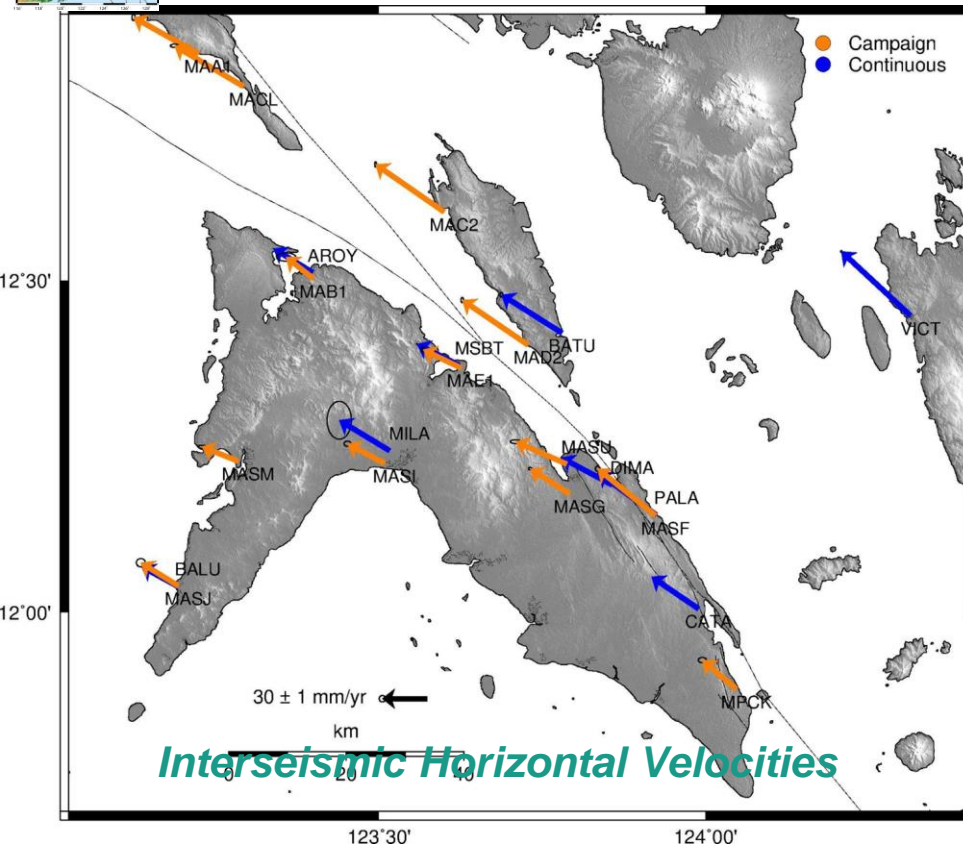 Campaign
Continuous
MAA1
MACL
MAC2
AROY
MAB1
VICT
BATU
MSBT
MAD2
MAE1
MILA
MASU
MASM
MASI
DIMA
MASG
PALA
MASF
BALU
MASJ
CATA
MPCK
12°30'
12°00'
30 ± 1 mm/yr
km
0 20 40
Interseismic Horizontal Velocities
123°30' 124°00'